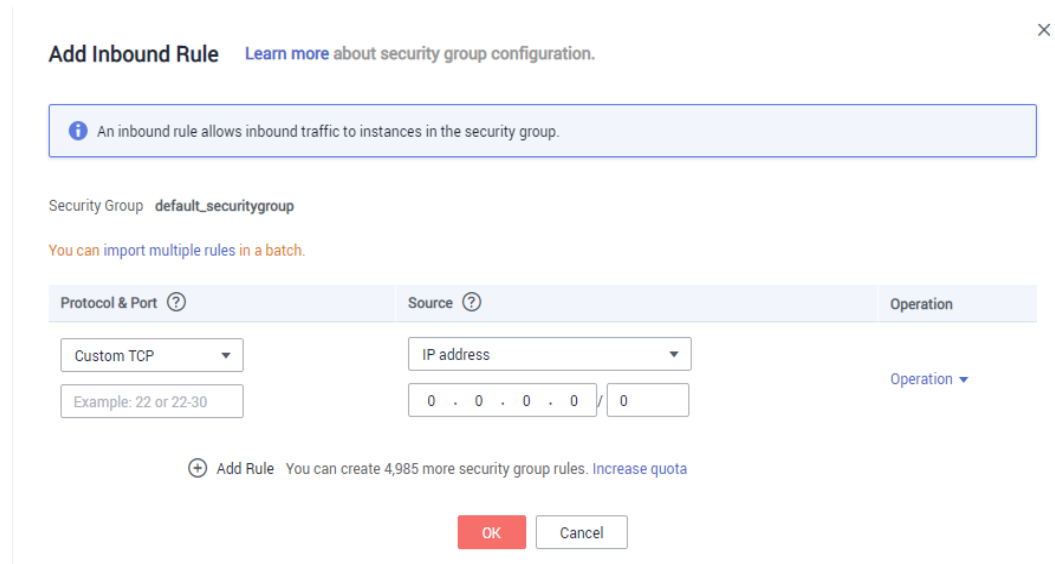 Add Inbound Rule Learn more about security group configuration.
An inbound rule allows inbound traffic to instances in the security group.
Security Group default_securitygroup
You can import multiple rules in a batch.
Protocol & Port ? Source ? Operation
Custom TCP IP address
Operation
Example: 22 or 22-30 0 . 0 . 0 . 0 / 0
Add Rule You can create 4,985 more security group rules. Increase quota
OK Cancel